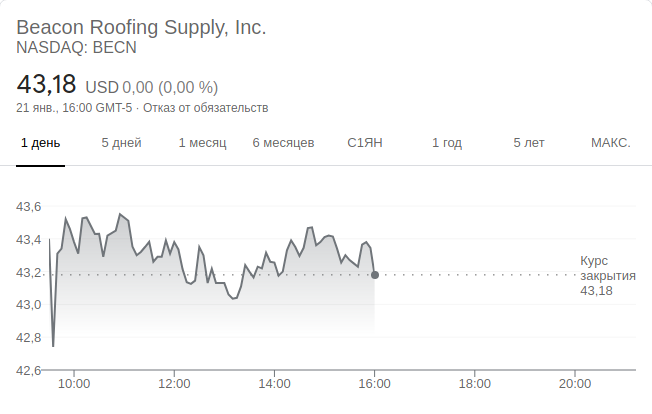 Beacon Roofing Supply, Inc.
NASDAQ: BECN
43,18 USD 0,00 (0,00 %)
21 янв., 16:00 GMT-5 · Отказ от обязательств
1 день 5 дней 1 месяц 6 месяцев С1ЯН 1 год 5 лет МАКС.
43,6
43,4
43,2
43,0
42,8
42,6
Курс
закрытия
43,18
10:00 12:00 14:00 16:00 18:00 20:00